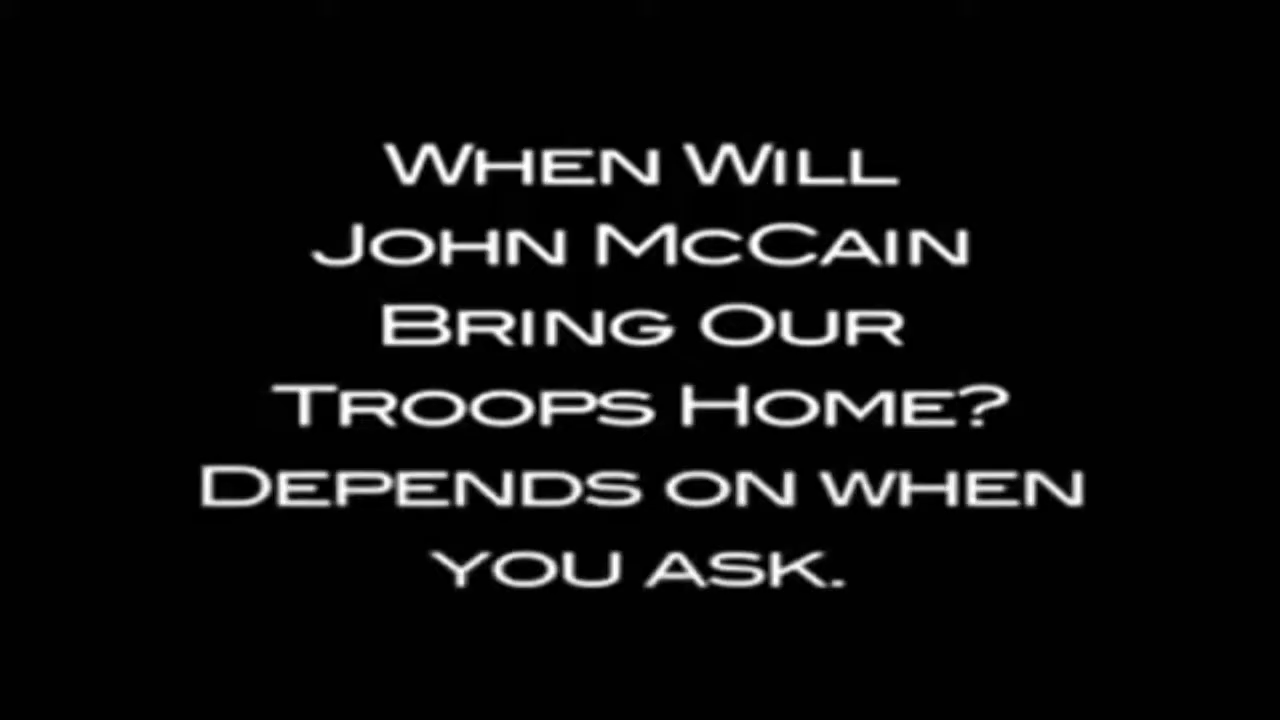 When Will
John McCain
Bring Our
Troops Home?
Depends on when
you ask.